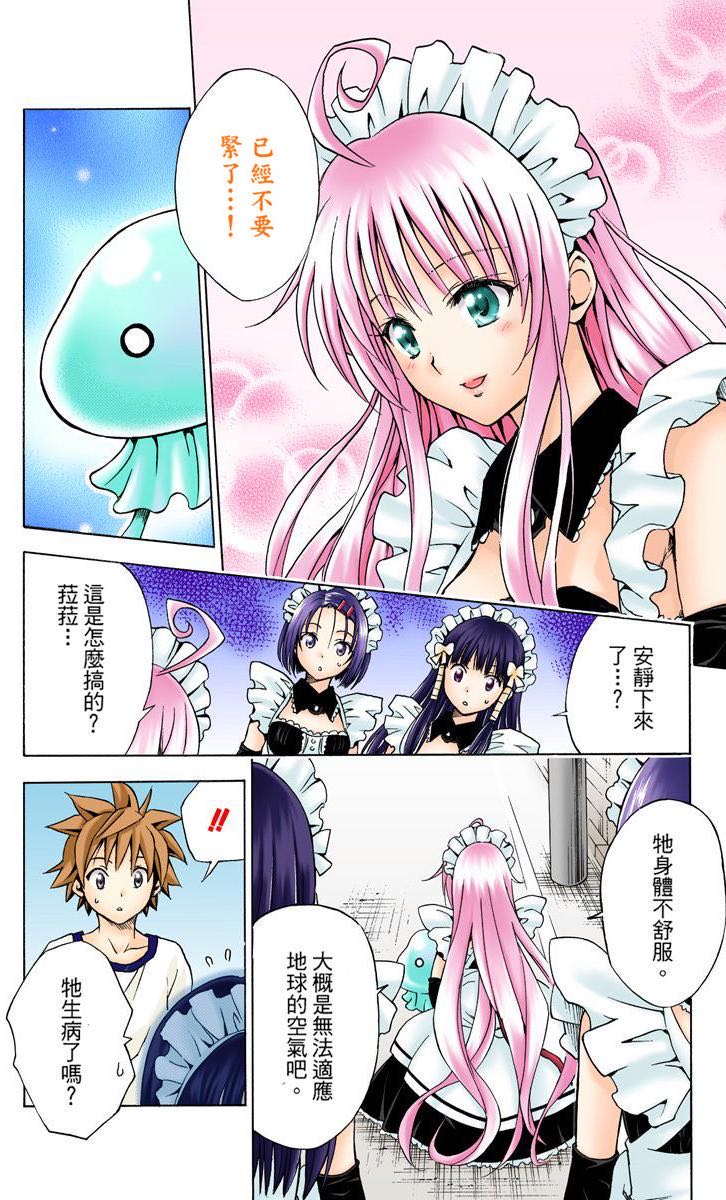 已經不要
緊了⋯！
安靜下來
了⋯？
這是怎麼搞的？
菈菈⋯
牠身體不舒服。
大概是無法適應
地球的空氣吧。
!!
牠生病了嗎？